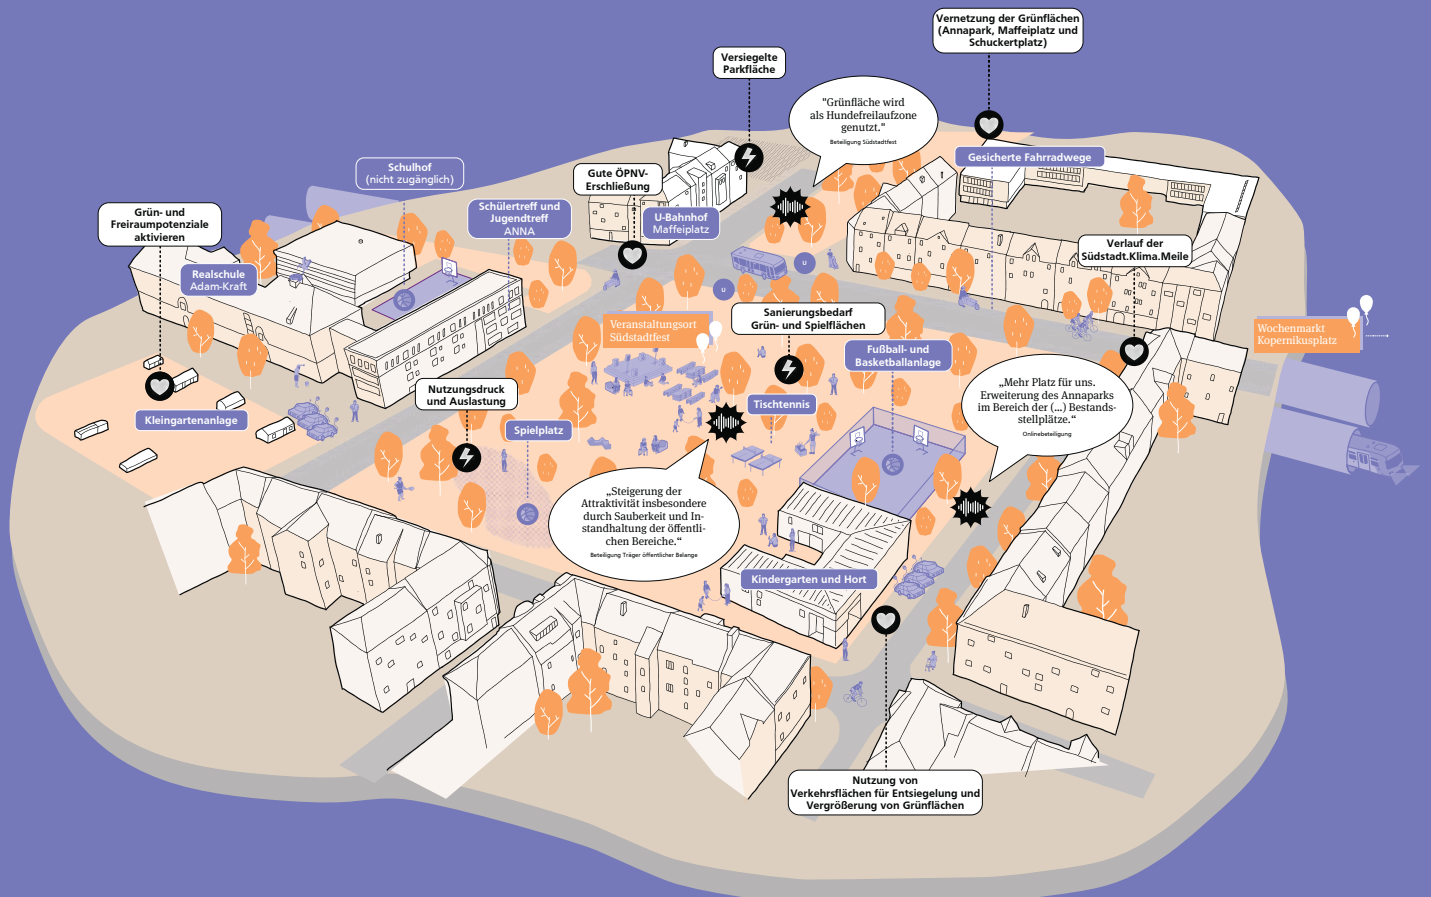 Vernetzung der Grünflächen
(Annapark, Maffeiplatz und
Schuckertplatz)
Versiegelte
Parkfläche
"Grünfläche wird
als Hundefreilaufzone
genutzt."
Beteiligung Südstadtfest
Gesicherte Fahrradwege
Schulhof
(nicht zugänglich)
Gute ÖPNV-
Erschließung
Schülertreff und
Jugendtreff
ANNA
U-Bahnhof
Maffeiplatz
Grün- und
Freiraumpotenziale
aktivieren
Verlauf der
Südstadt.Klima.Meile
Realschule
Adam-Kraft
U
U
Sanierungsbedarf
Grün- und Spielflächen
Veranstaltungsort
Südstadtfest
Wochenmarkt
Kopernikusplatz
Fußball- und
Basketballanlage
Nutzungsdruck
und Auslastung
„Mehr Platz für uns.
Erweiterung des Annaparks
im Bereich der (...) Bestands-
stellplätze.“
Onlinebeteiligung
Tischtennis
Kleingartenanlage
Spielplatz
„Steigerung der
Attraktivität insbesondere
durch Sauberkeit und In-
standhaltung der öffentli-
chen Bereiche.“
Beteiligung Träger öffentlicher Belange
Kindergarten und Hort
Nutzung von
Verkehrsflächen für Entsiegelung und
Vergrößerung von Grünflächen